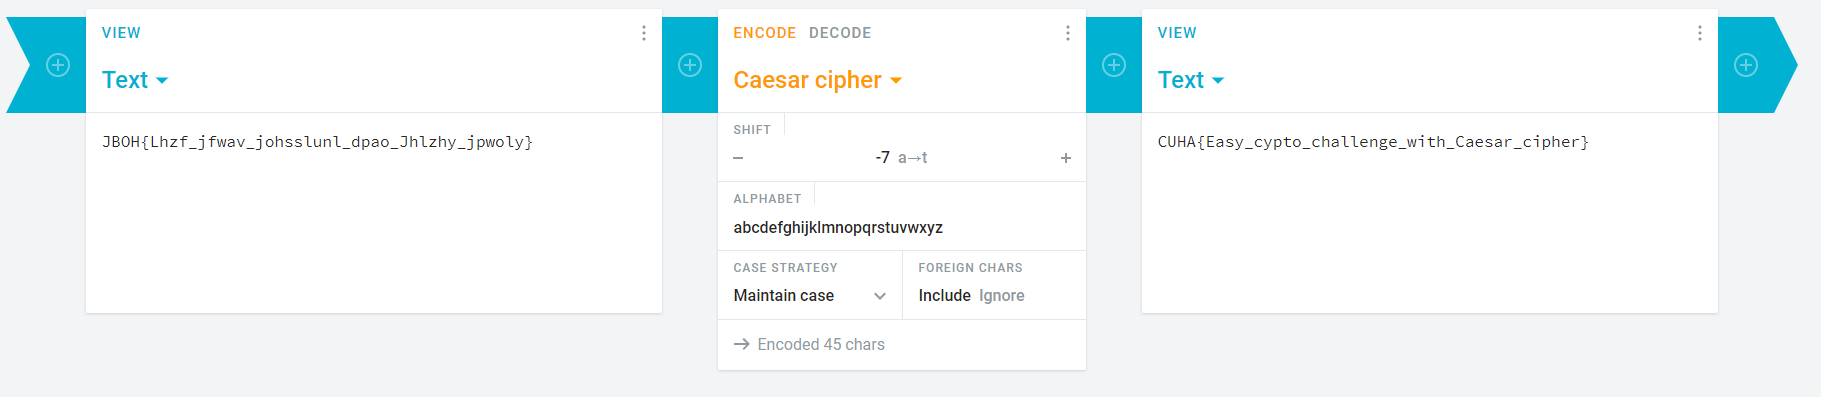 VIEW
Text
JBOH{Lhzf_jfwav_johsslunl_dpao_Jhlzhy_jpwoly}
ENCODE DECODE
Caesar cipher
SHIFT
− -7 a→t +
ALPHABET
abcdefghijklmnopqrstuvwxyz
CASE STRATEGY
Maintain case
FOREIGN CHARS
Include Ignore
→ Encoded 45 chars
VIEW
Text
CUHA{Easy_cypto_challenge_with_Caesar_cipher}